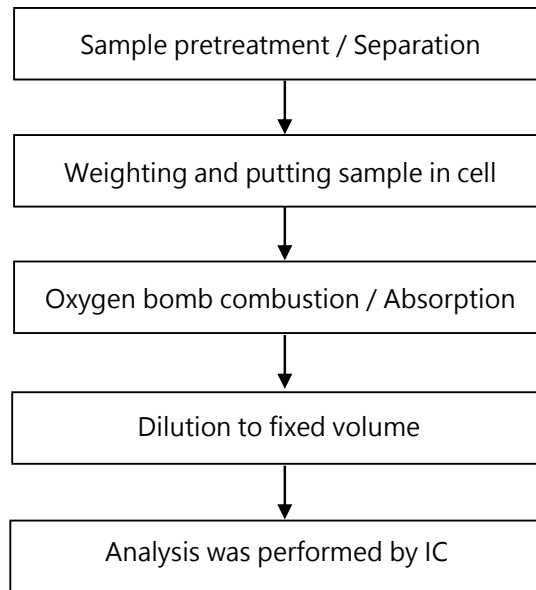 Sample pretreatment / Separation
Weighting and putting sample in cell
Oxygen bomb combustion / Absorption
Dilution to fixed volume
Analysis was performed by IC